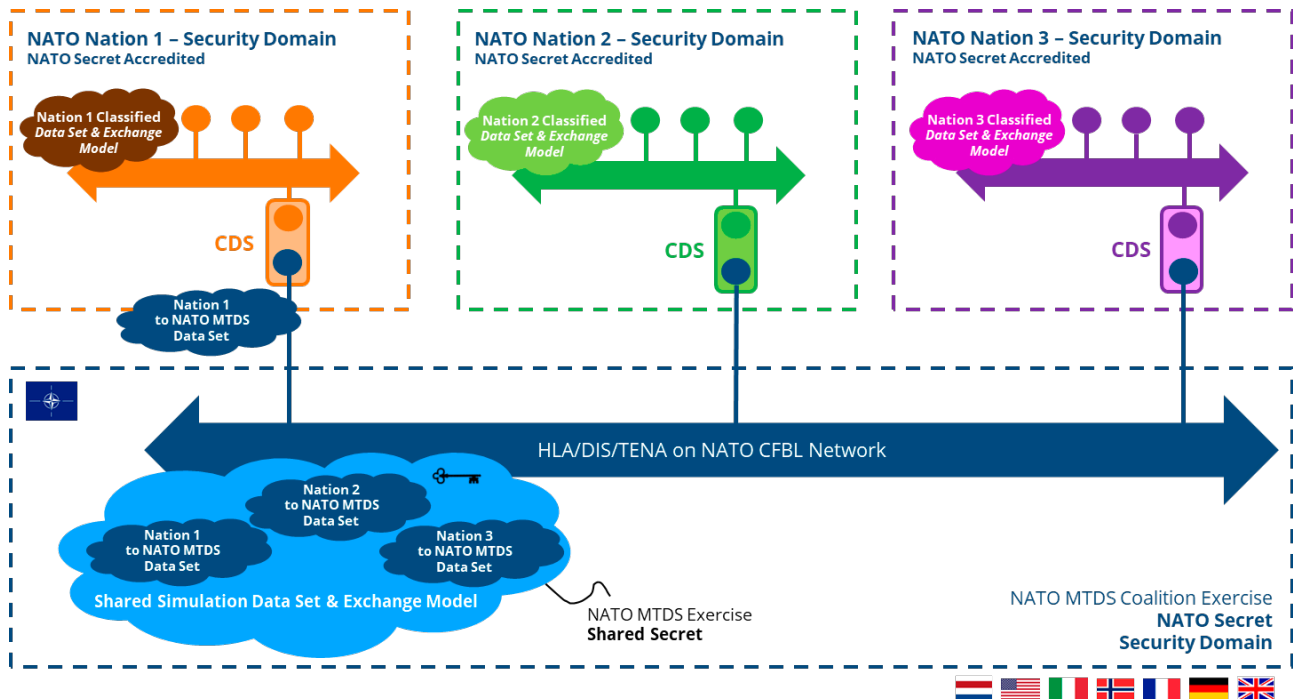 NATO Nation 1 – Security Domain
NATO Secret Accredited
Nation 1 Classified
Data Set & Exchange
Model
CDS
Nation 1
to NATO MTDS
Data Set
NATO Nation 2 – Security Domain
NATO Secret Accredited
Nation 2 Classified
Data Set & Exchange
Model
CDS
NATO Nation 3 – Security Domain
NATO Secret Accredited
Nation 3 Classified
Data Set & Exchange
Model
CDS
HLA/DIS/TENA on NATO CFBL Network
Nation 2
to NATO MTDS
Data Set
Nation 1
to NATO MTDS
Data Set
Nation 3
to NATO MTDS
Data Set
Shared Simulation Data Set & Exchange Model
NATO MTDS Exercise
Shared Secret
NATO MTDS Coalition Exercise
NATO Secret
Security Domain